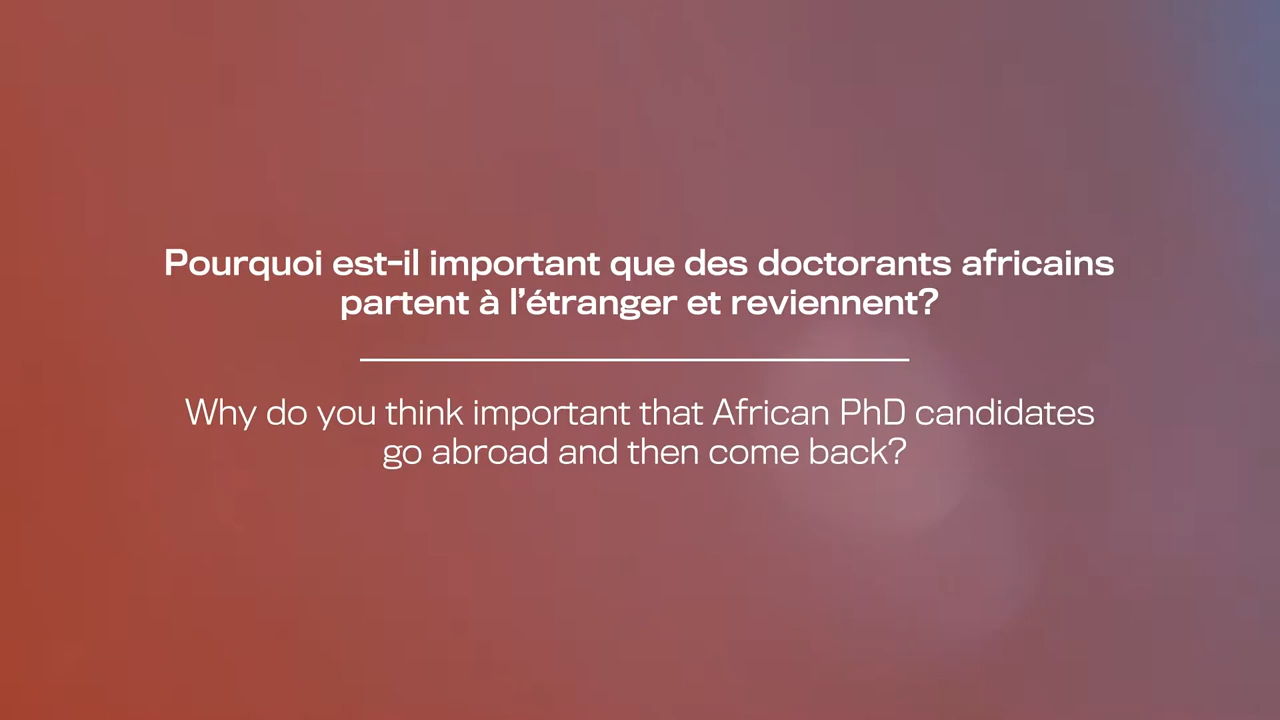 Pourquoi est-il important que des doctorants africains
partent à l’étranger et reviennent?
Why do you think important that African PhD candidates
go abroad and then come back?